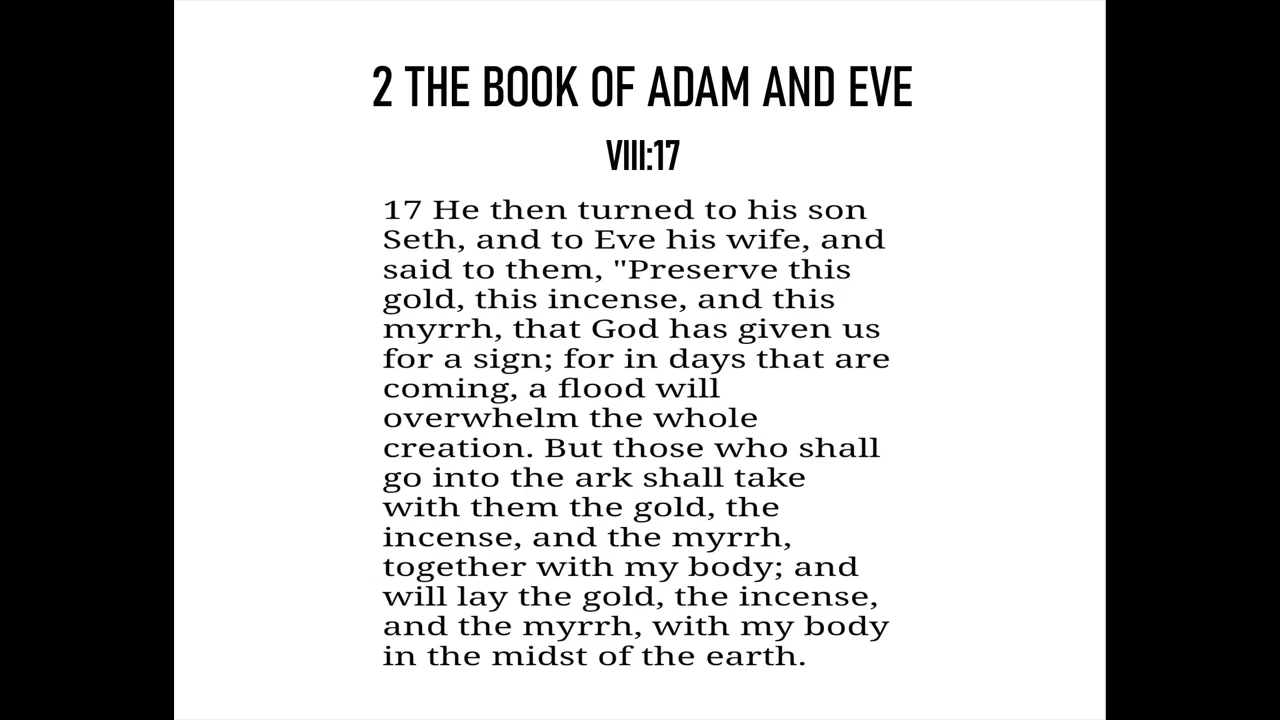 2 THE BOOK OF ADAM AND EVE
VIII:17
17 He then turned to his son
Seth, and to Eve his wife, and
said to them, "Preserve this
gold, this incense, and this
myrrh, that God has given us
for a sign; for in days that are
coming, a flood will
overwhelm the whole
creation. But those who shall
go into the ark shall take
with them the gold, the
incense, and the myrrh,
together with my body; and
will lay the gold, the incense,
and the myrrh, with my body
in the midst of the earth.